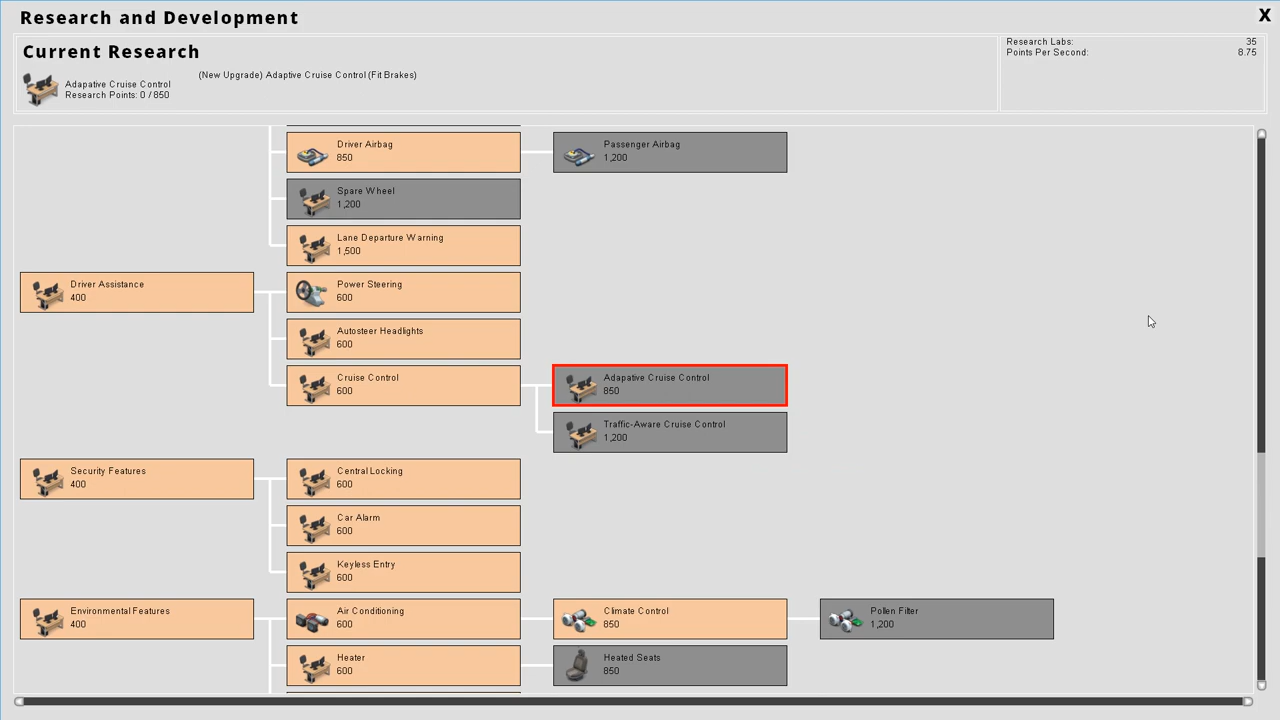 Research and Development
X
Current Research
Adapative Cruise Control
Research Points: 0 / 850
(New Upgrade) Adaptive Cruise Control (Fit Brakes)
Research Labs: 35
Points Per Second: 8.75
Driver Airbag
850
Passenger Airbag
1,200
Spare Wheel
1,200
Lane Departure Warning
1,500
Driver Assistance
400
Power Steering
600
Autosteer Headlights
600
Cruise Control
600
Adapative Cruise Control
850
Traffic-Aware Cruise Control
1,200
Security Features
400
Central Locking
600
Car Alarm
600
Keyless Entry
600
Environmental Features
400
Air Conditioning
600
Climate Control
850
Pollen Filter
1,200
Heater
600
Heated Seats
850